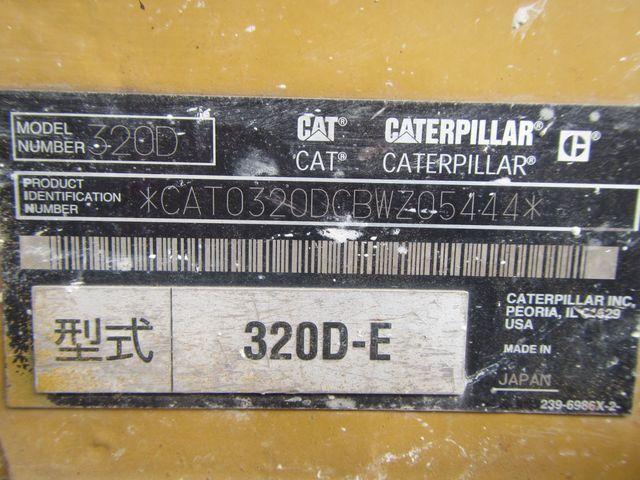 MODEL NUMBER 320D
CAT® CATERPILLAR® C
CAT® CATERPILLAR®
PRODUCT IDENTIFICATION NUMBER *CAT0320DCBWZ05444*
型式 320D-E
CATERPILLAR INC.
PEORIA, IL 61629
USA
MADE IN
JAPAN
239-6986X-2